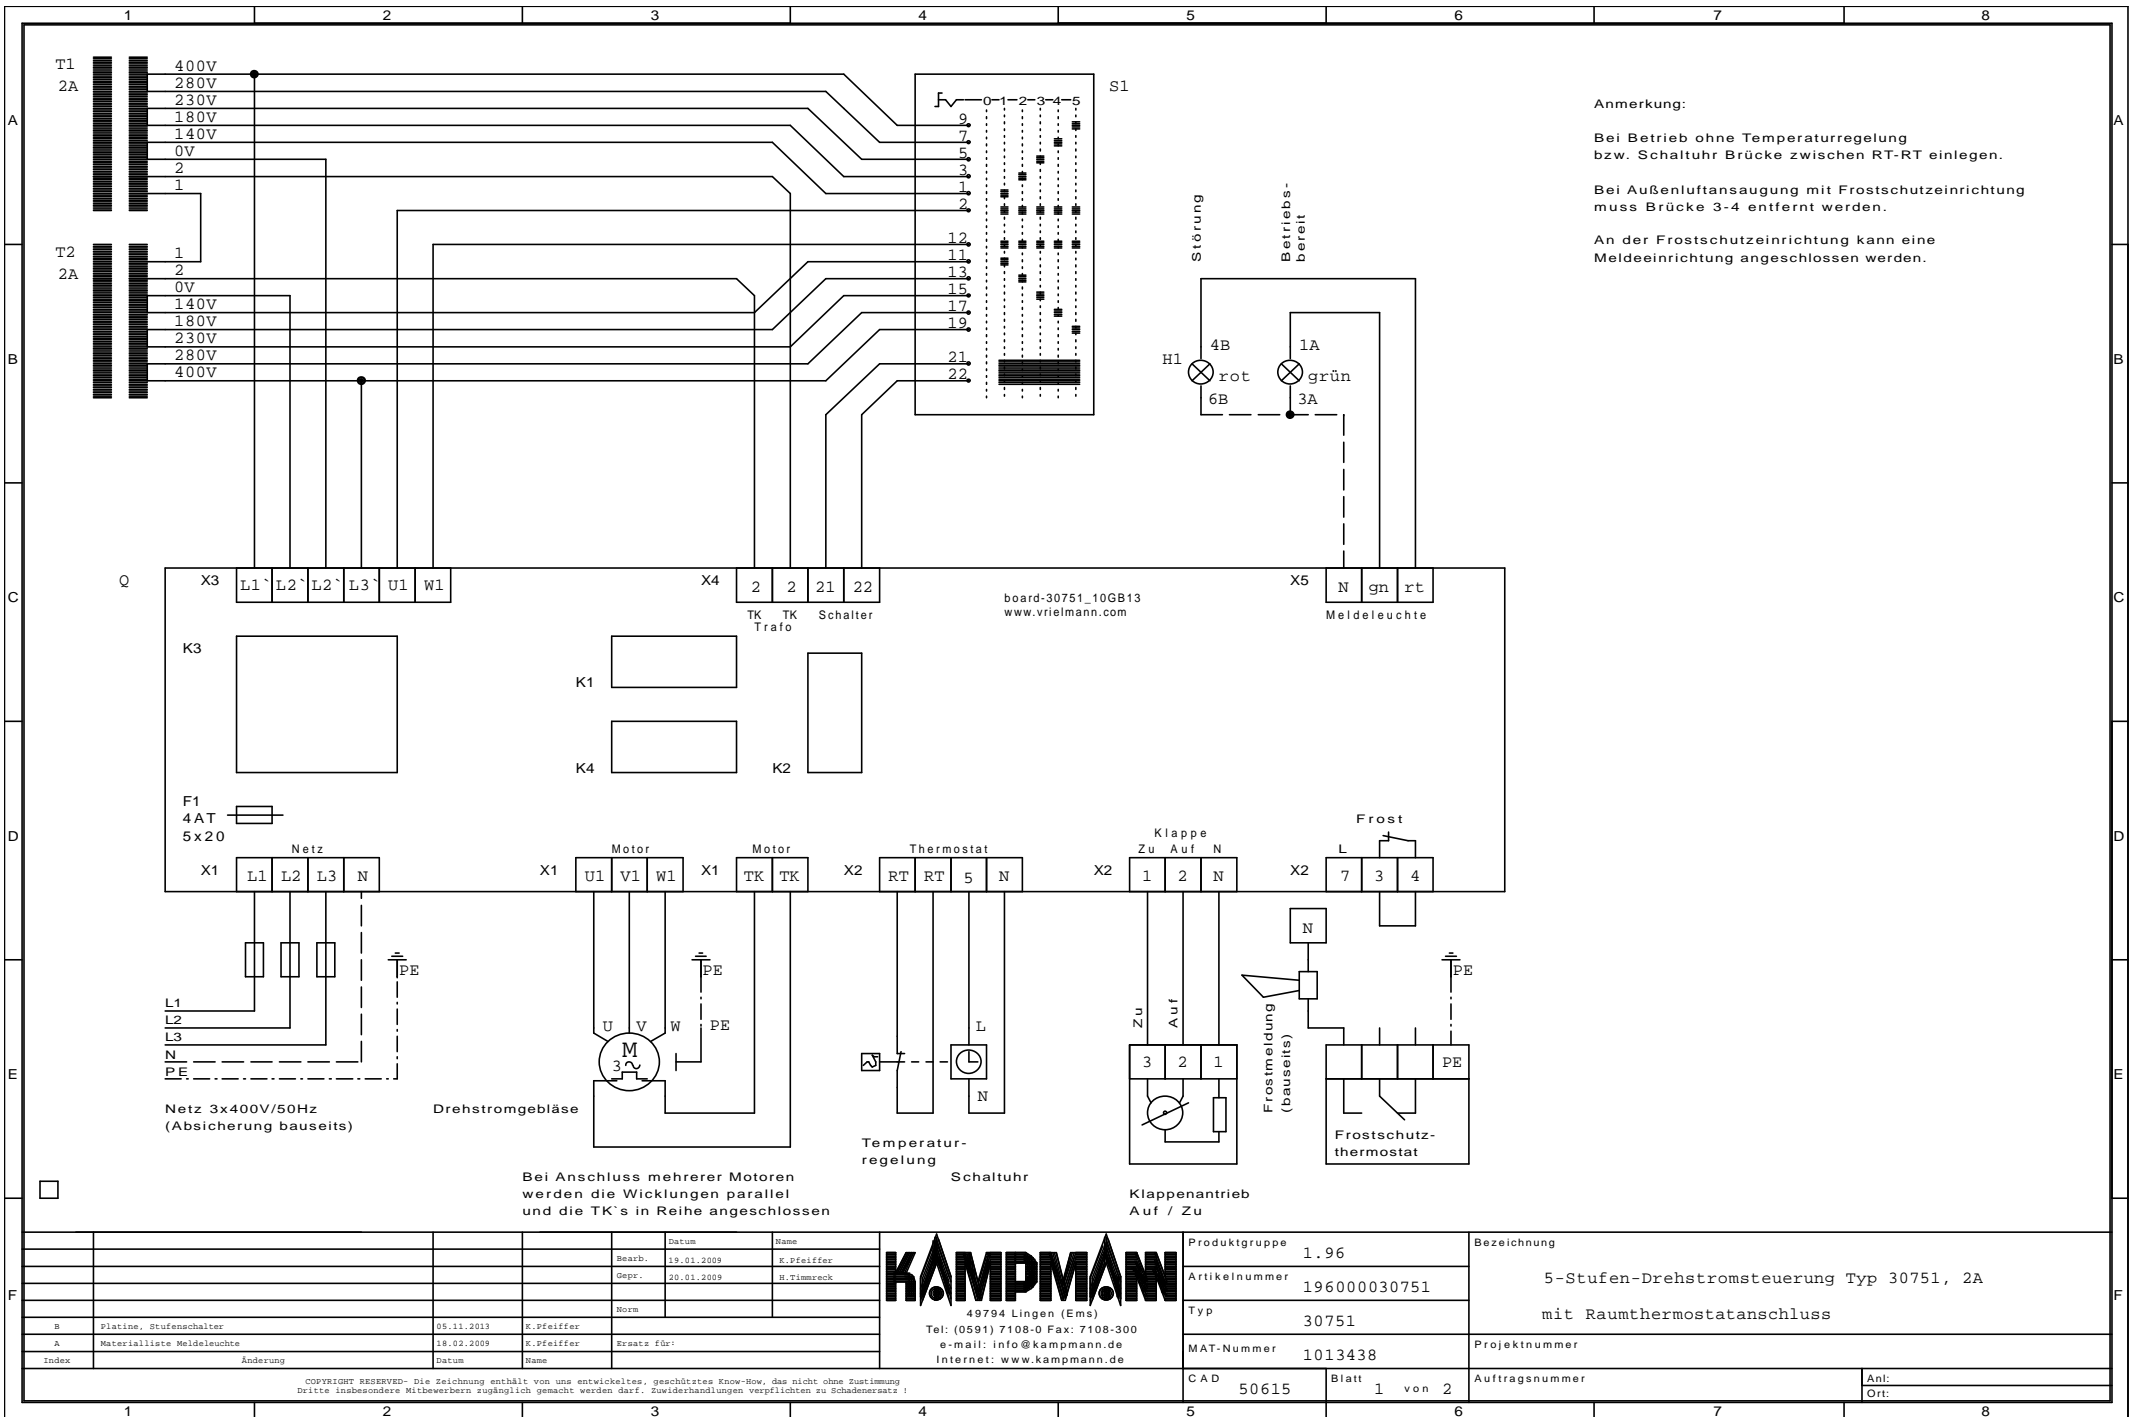 1 2 3 4 5 6 7 8
A
T1
2A
400V
280V
230V
180V
140V
0V
2
1
S1
0-1-2-3-4-5
9
7
5
3
1
2
12
11
13
15
17
19
21
22
T2
2A
1
2
0V
140V
180V
230V
280V
400V
Störung
Betriebs-
bereit
H1
4B
rot
6B
1A
grün
3A
Anmerkung:
Bei Betrieb ohne Temperaturregelung
bzw. Schaltuhr Brücke zwischen RT-RT einlegen.
Bei Außenluftansaugung mit Frostschutzeinrichtung
muss Brücke 3-4 entfernt werden.
An der Frostschutzeinrichtung kann eine
Meldeeinrichtung angeschlossen werden.
A
B
B
C
C
Q
X3 L1` L2` L2` L3` U1 W1
X4 2 2 21 22
TK TK Schalter
Trafo
board-30751_10GB13
www.vrielmann.com
X5 N gn rt
Meldeleuchte
K3
K1
K4
K2
D
D
F1
4AT
5x20
Netz
X1 L1 L2 L3 N
Motor
X1 U1 V1 W1
Motor
X1 TK TK
Thermostat
X2 RT RT 5 N
Klappe
Zu Auf N
X2 1 2 N
Frost
L
X2 7 3 4
L1
L2
L3
N
PE
PE
Netz 3x400V/50Hz
(Absicherung bauseits)
U V W
M
3~
PE
PE
Drehstromgebläse
Bei Anschluss mehrerer Motoren
werden die Wicklungen parallel
und die TK`s in Reihe angeschlossen
L
N
Temperatur-
regelung
Schaltuhr
Zu
Auf
3 2 1
Klappenantrieb
Auf / Zu
N
Frostmeldung
(bauseits)
PE
PE
Frostschutz-
thermostat
E
E
F
F
Datum Name
Bearb. 19.01.2009 K.Pfeiffer
Gepr. 20.01.2009 H.Timmreck
Norm
B Platine, Stufenschalter 05.11.2013 K.Pfeiffer
A Materialliste Meldeleuchte 18.02.2009 K.Pfeiffer Ersatz für:
Index Änderung Datum Name
COPYRIGHT RESERVED- Die Zeichnung enthält von uns entwickeltes, geschütztes Know-How, das nicht ohne Zustimmung
Dritte insbesondere Mitbewerbern zugänglich gemacht werden darf. Zuwiderhandlungen verpflichten zu Schadenersatz !
KAMPMANN
49794 Lingen (Ems)
Tel: (0591) 7108-0 Fax: 7108-300
e-mail: info@kampmann.de
Internet: www.kampmann.de
Produktgruppe 1.96
Artikelnummer 196000030751
Typ 30751
MAT-Nummer 1013438
CAD 50615
Blatt 1 von 2
Bezeichnung
5-Stufen-Drehstromsteuerung Typ 30751, 2A
mit Raumthermostatanschluss
Projektnummer
Auftragsnummer
Anl:
Ort:
1 2 3 4 5 6 7 8